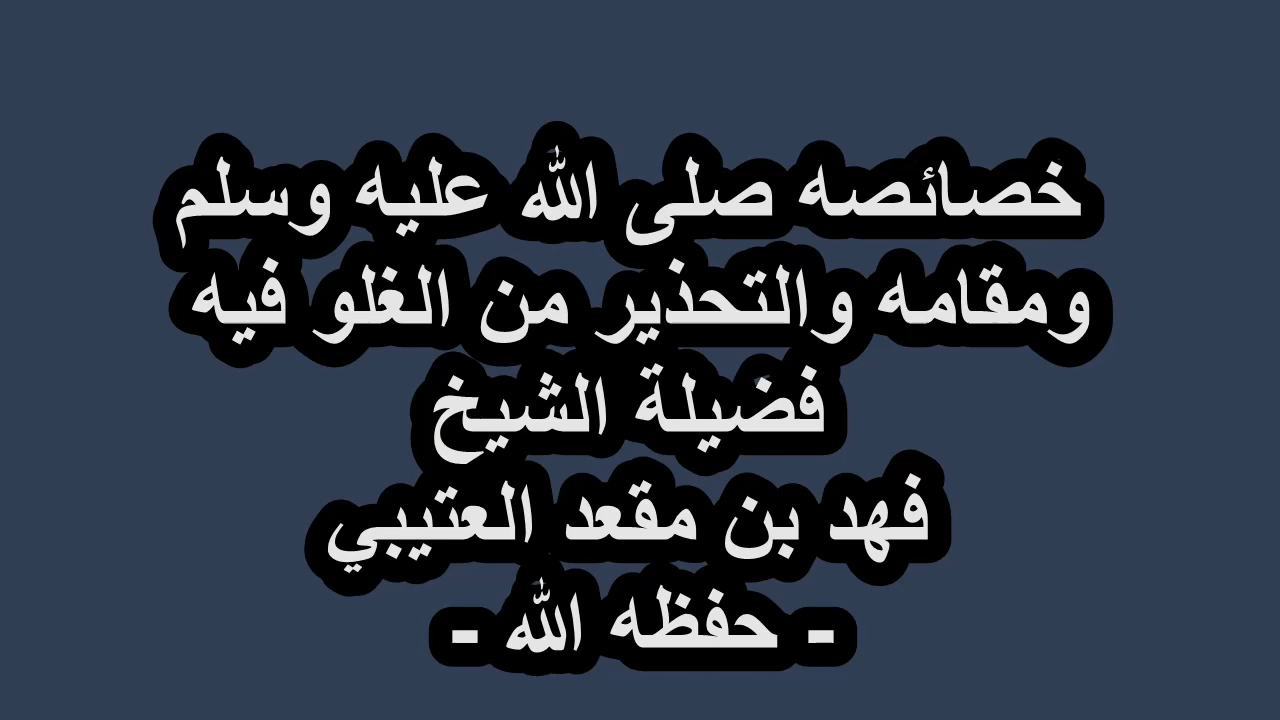 خصائصه صلى الله عليه وسلم
ومقامه والتحذير من الغلو فيه
فضيلة الشيخ
فهد بن مقعد العتيبي
- حفظه الله -